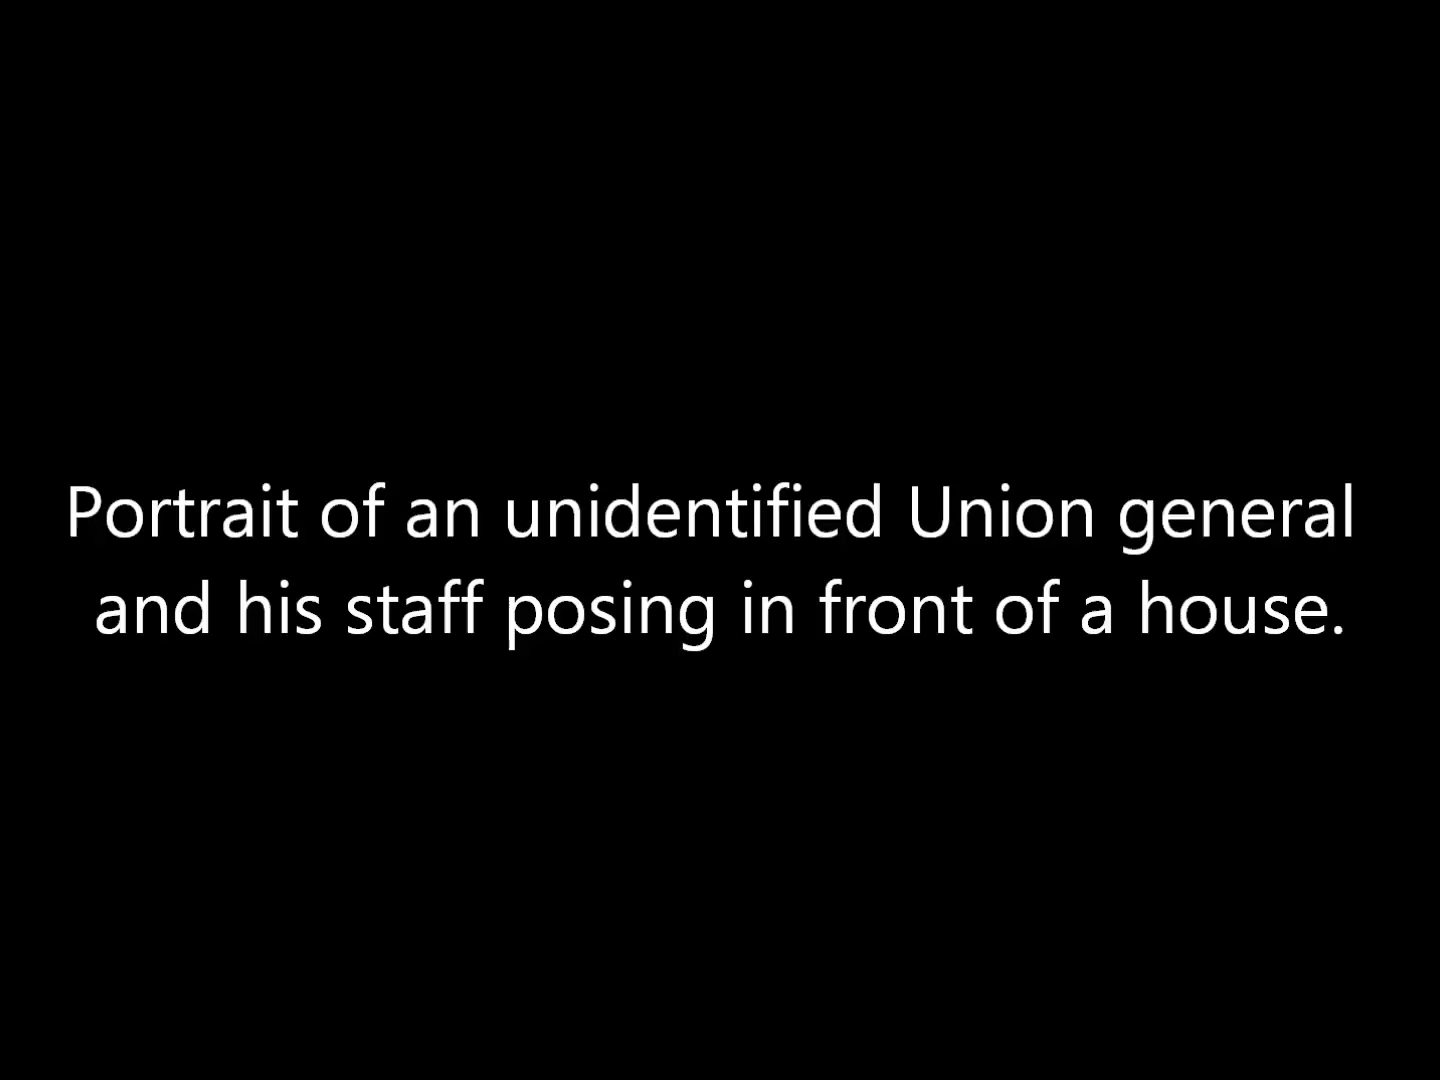 Portrait of an unidentified Union general
and his staff posing in front of a house.